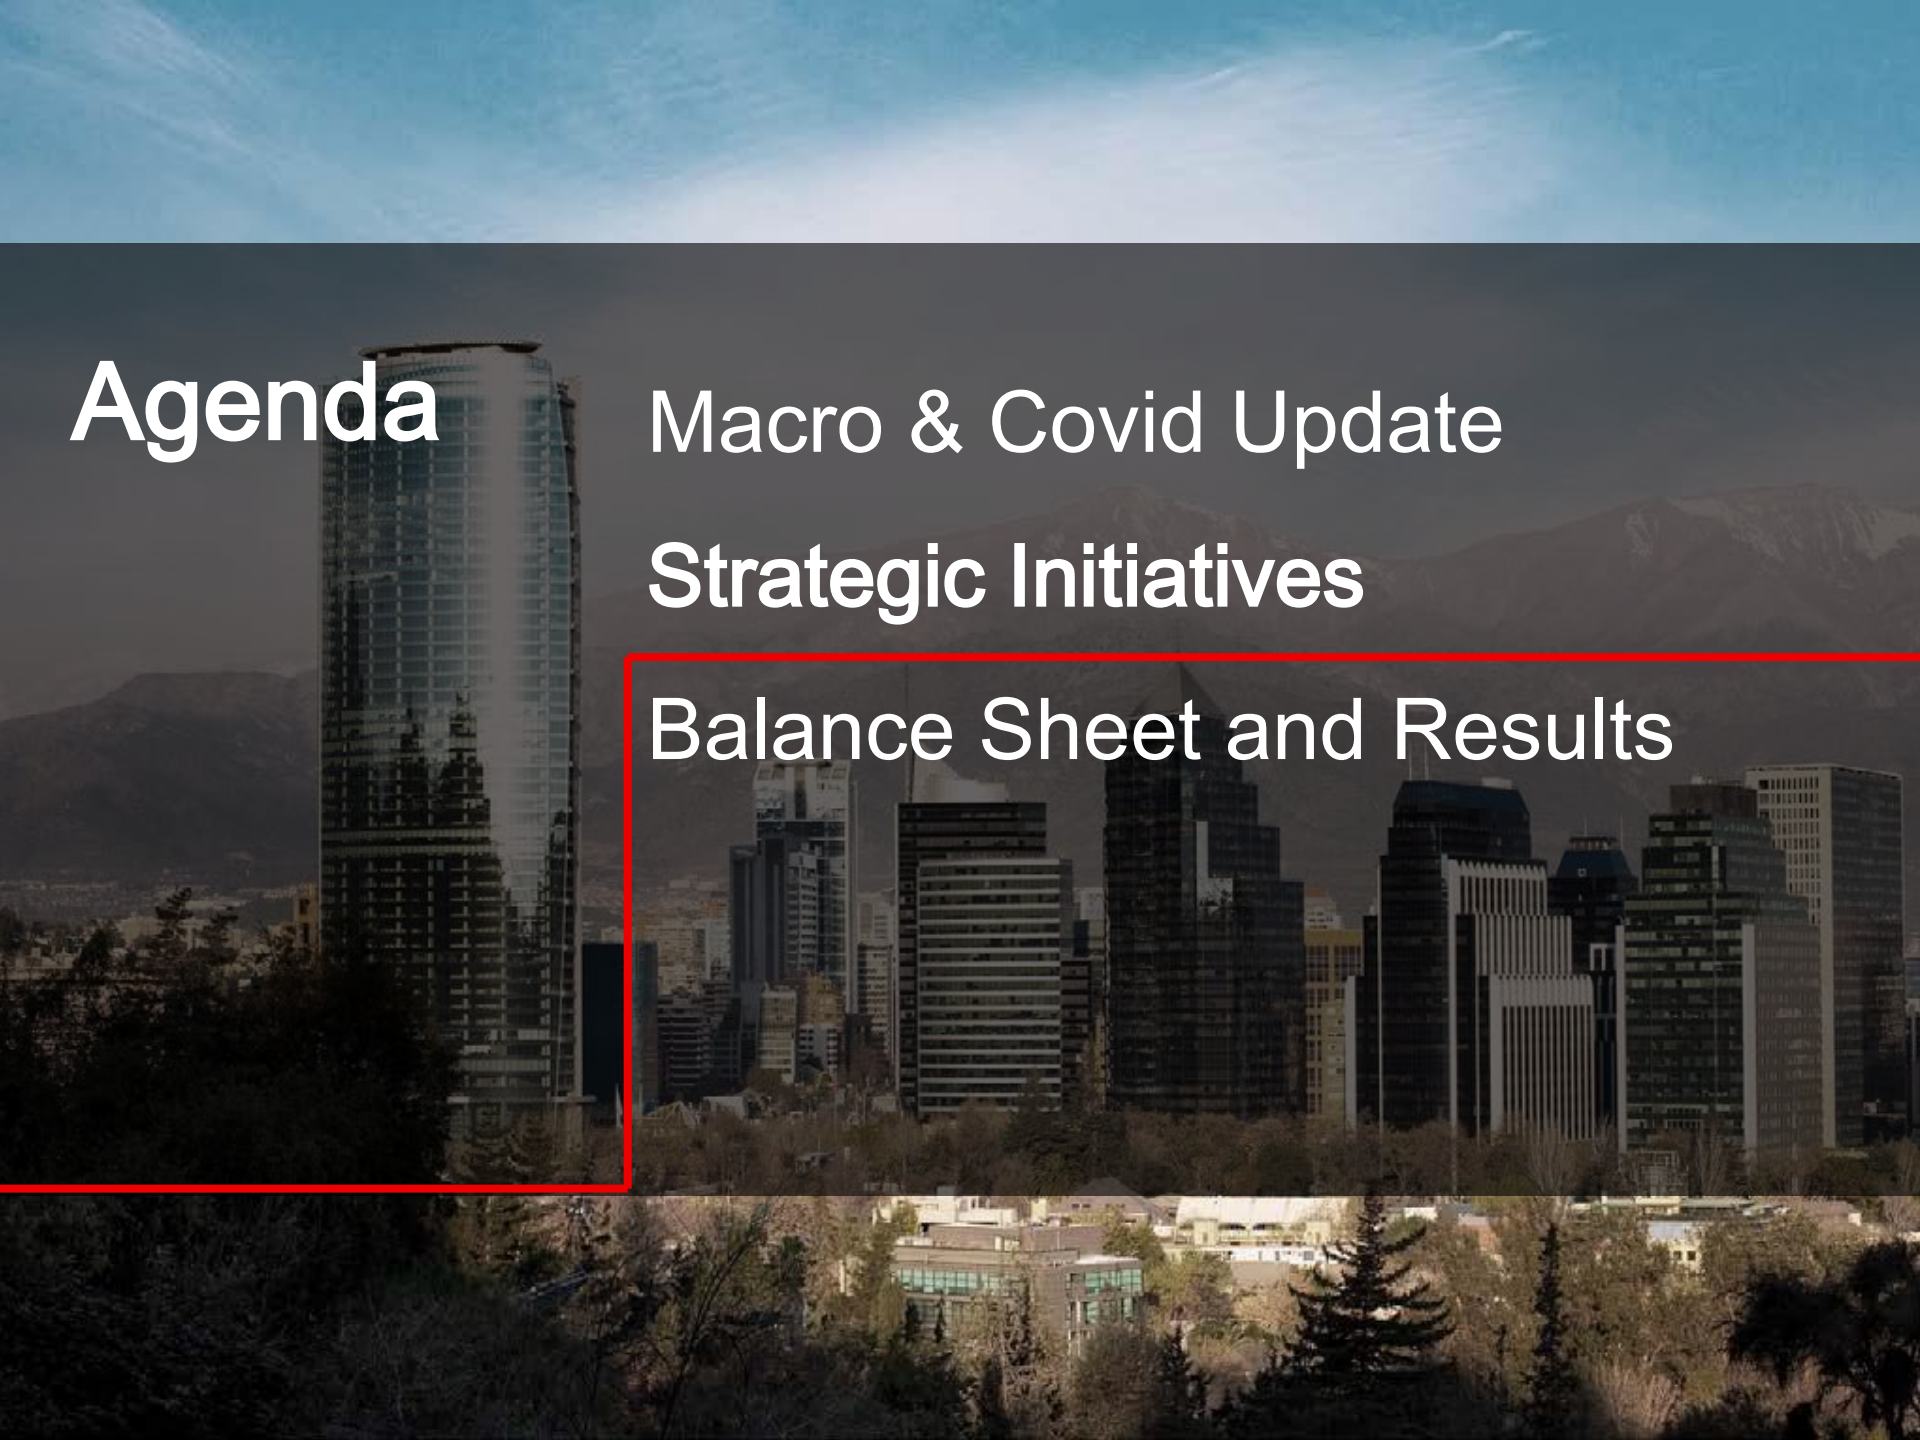 Agenda
Macro & Covid Update
Strategic Initiatives
Balance Sheet and Results